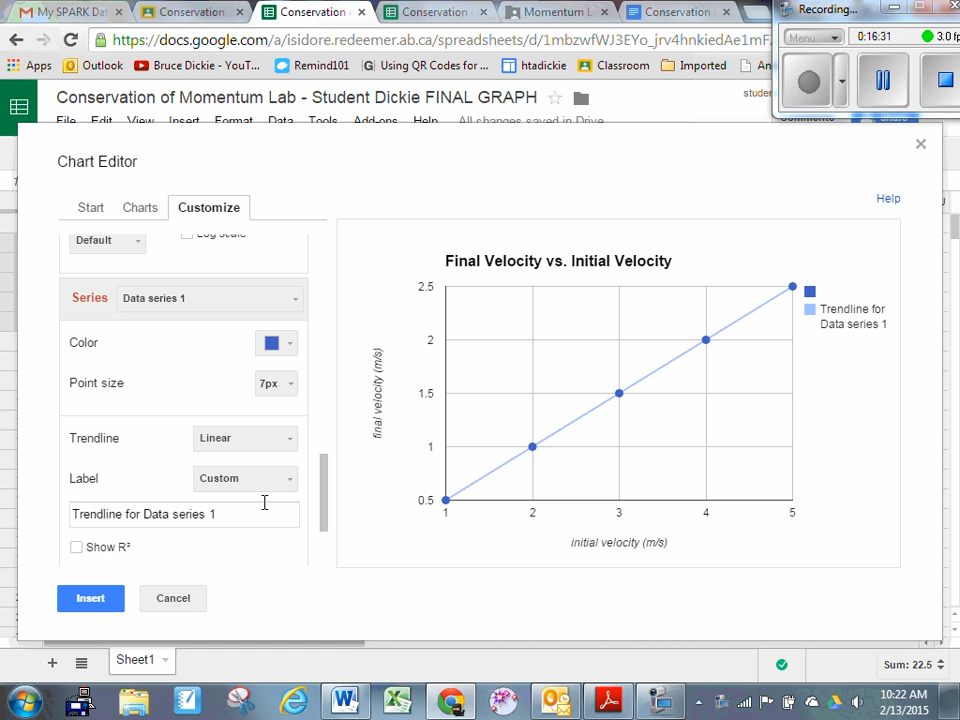 My SPARK Dat
Conservation
Conservation
Conservation
Momentum L
Conservation
Recording...
https://docs.google.com/a/isidore.redeemer.ab.ca/spreadsheets/d/1mbzwfWJ3EYo_jrv4hnkiedAe1mF
Menu
0:16:31
3.0 f
Apps
Outlook
Bruce Dickie - YouT...
Remind101
Using QR Codes for ...
htadickie
Classroom
Imported
An
Conservation of Momentum Lab - Student Dickie FINAL GRAPH
studen
File Edit View Insert Format Data Tools Add-ons Help All changes saved in Drive
Comments
Share
Chart Editor
Start
Charts
Customize
Help
Default
Log scale
Series
Data series 1
Color
Point size
7px
Trendline
Linear
Label
Custom
Trendline for Data series 1
Show R²
Insert
Cancel
Final Velocity vs. Initial Velocity
2.5
2
1.5
1
0.5
final velocity (m/s)
1 2 3 4 5
initial velocity (m/s)
Trendline for
Data series 1
Sheet1
Sum: 22.5
10:22 AM
2/13/2015